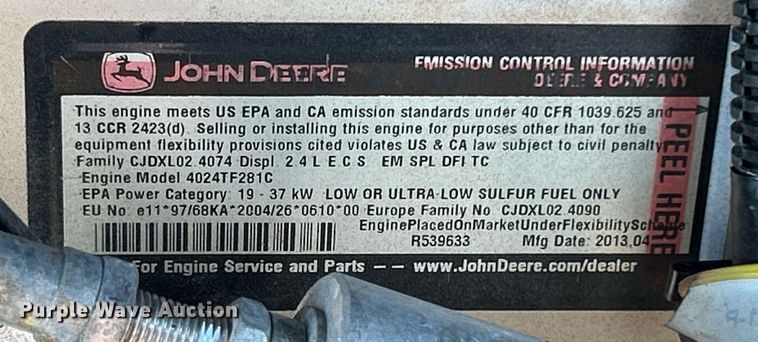 JOHN DEERE
EMISSION CONTROL INFORMATION
DEERE & COMPANY
This engine meets US EPA and CA emission standards under 40 CFR 1039.625 and
13 CCR 2423(d). Selling or installing this engine for purposes other than for the
equipment flexibility provisions cited violates US & CA law subject to civil penalty.
Family CJDXL02.4074 Displ. 2.4 L E C S EM SPL DFI TC
Engine Model 4024TF281C
EPA Power Category: 19 - 37 kW LOW OR ULTRA-LOW SULFUR FUEL ONLY
EU No e11*97/68KA*2004/26*0610*00 Europe Family No. CJDXL02.4090
EnginePlacedOnMarketUnderFlexibilityScheme
R539633 Mfg Date: 2013,04
For Engine Service and Parts — www.JohnDeere.com/dealer
PEEL HERE
Purple Wave Auction